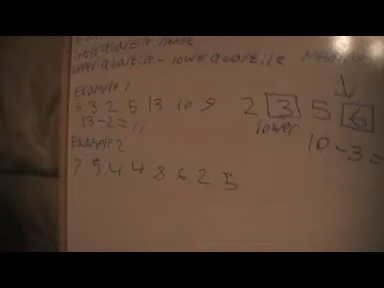 interquartile range
upper quartile - lower quartile
Example 1
6 3 2 5 13 10 9
13-2=11
2 3 5 6
lower
10-3=
Example 2
7 5 4 4 8 6 2 5